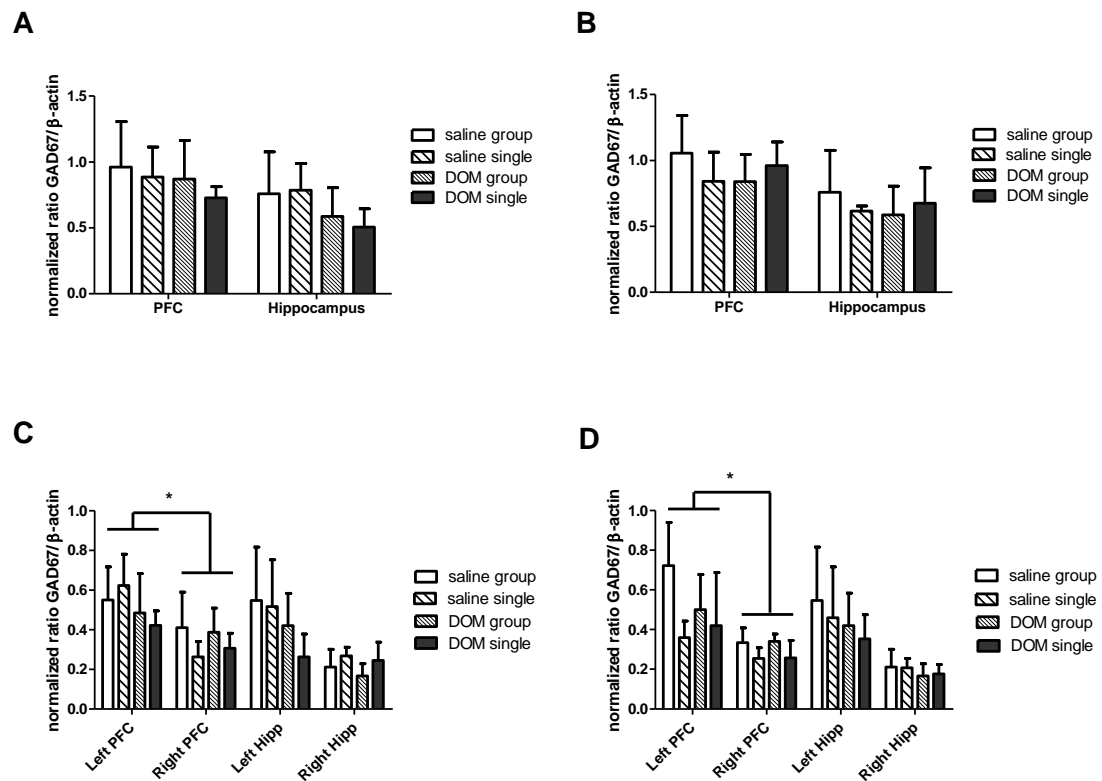 A
normalized ratio GAD67/β-actin
1.5
1.0
0.5
0.0
PFC
Hippocampus
saline group
saline single
DOM group
DOM single
B
normalized ratio GAD67/β-actin
1.5
1.0
0.5
0.0
PFC
Hippocampus
saline group
saline single
DOM group
DOM single
C
normalized ratio GAD67/β-actin
1.0
0.8
0.6
0.4
0.2
0.0
*
Left PFC
Right PFC
Left Hipp
Right Hipp
saline group
saline single
DOM group
DOM single
D
normalized ratio GAD67/β-actin
1.0
0.8
0.6
0.4
0.2
0.0
*
Left PFC
Right PFC
Left Hipp
Right Hipp
saline group
saline single
DOM group
DOM single